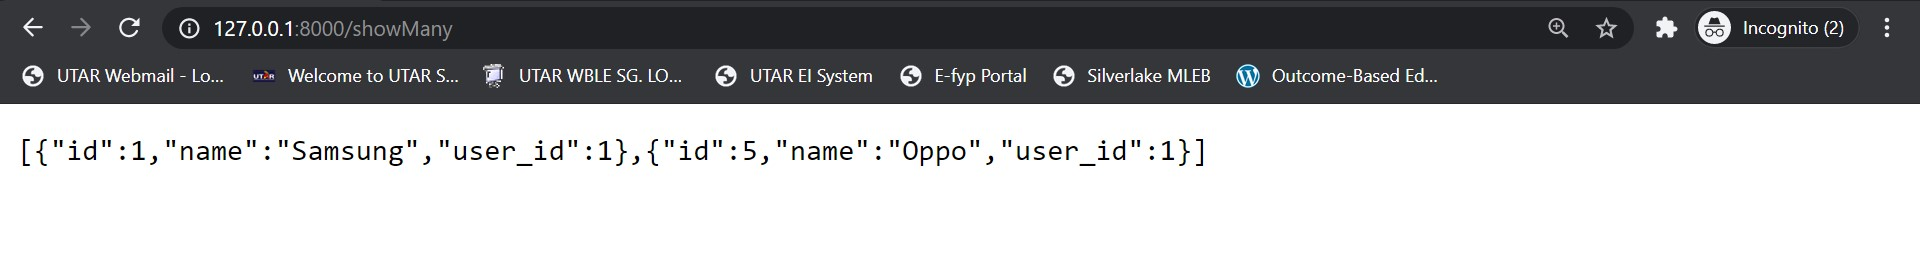 127.0.0.1:8000/showMany
Incognito (2)
UTAR Webmail - Lo...
UTAR
Welcome to UTAR S...
UTAR WBLE SG. LO...
UTAR EI System
E-fyp Portal
Silverlake MLEB
Outcome-Based Ed...
[{"id":1,"name":"Samsung","user_id":1},{"id":5,"name":"Oppo","user_id":1}]